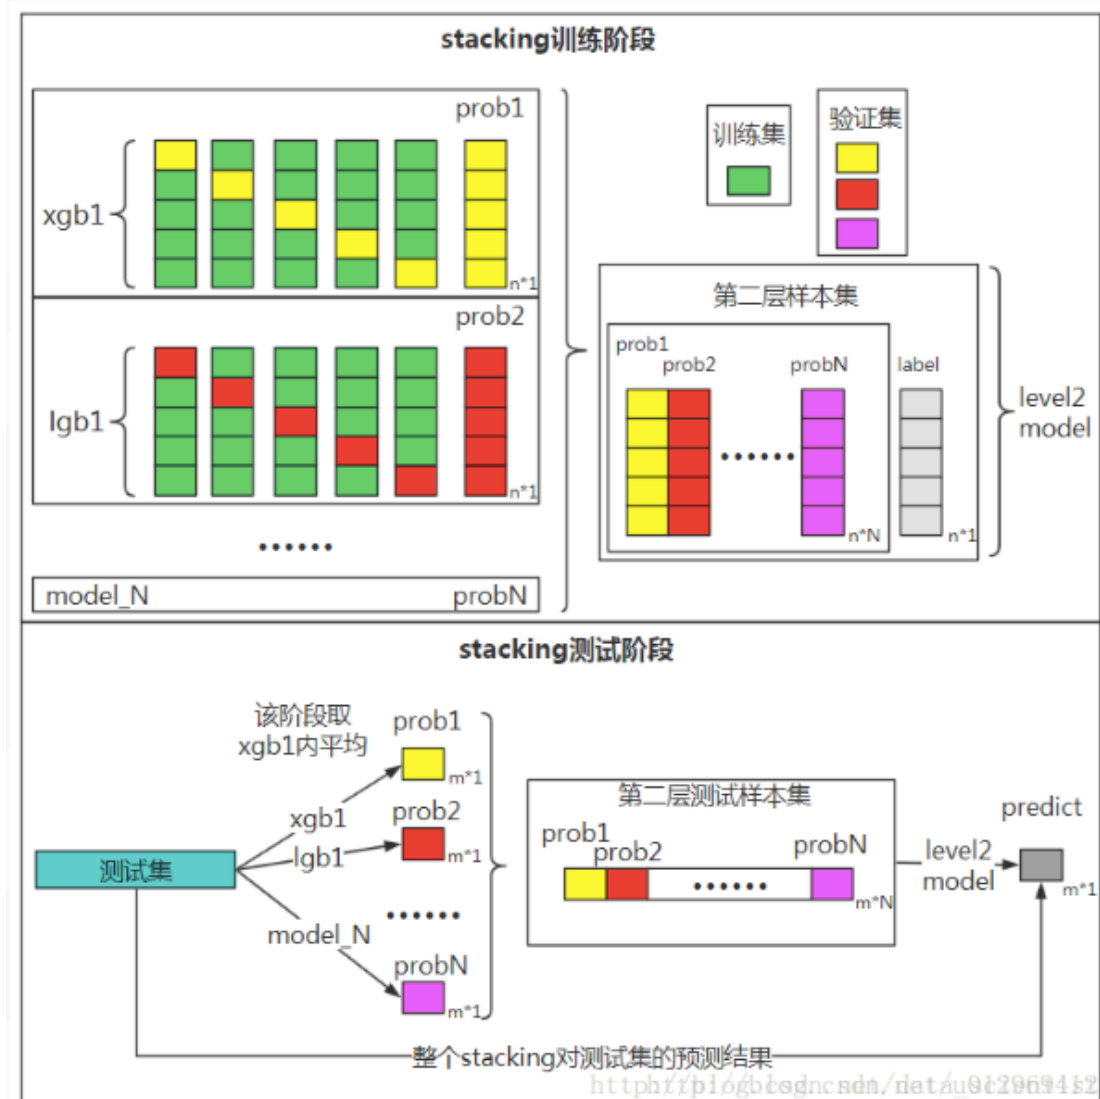 stacking训练阶段
prob1
xgb1
n*1
prob2
lgb1
n*1
······
model_N
probN
训练集
验证集
第二层样本集
prob1
prob2
probN
label
······
n*N
n*1
level2
model
stacking测试阶段
该阶段取
xgb1内平均
prob1
m*1
xgb1
prob2
m*1
lgb1
测试集
······
model_N
probN
m*1
第二层测试样本集
prob1
prob2
probN
······
m*N
level2
model
predict
m*1
整个stacking对测试集的预测结果